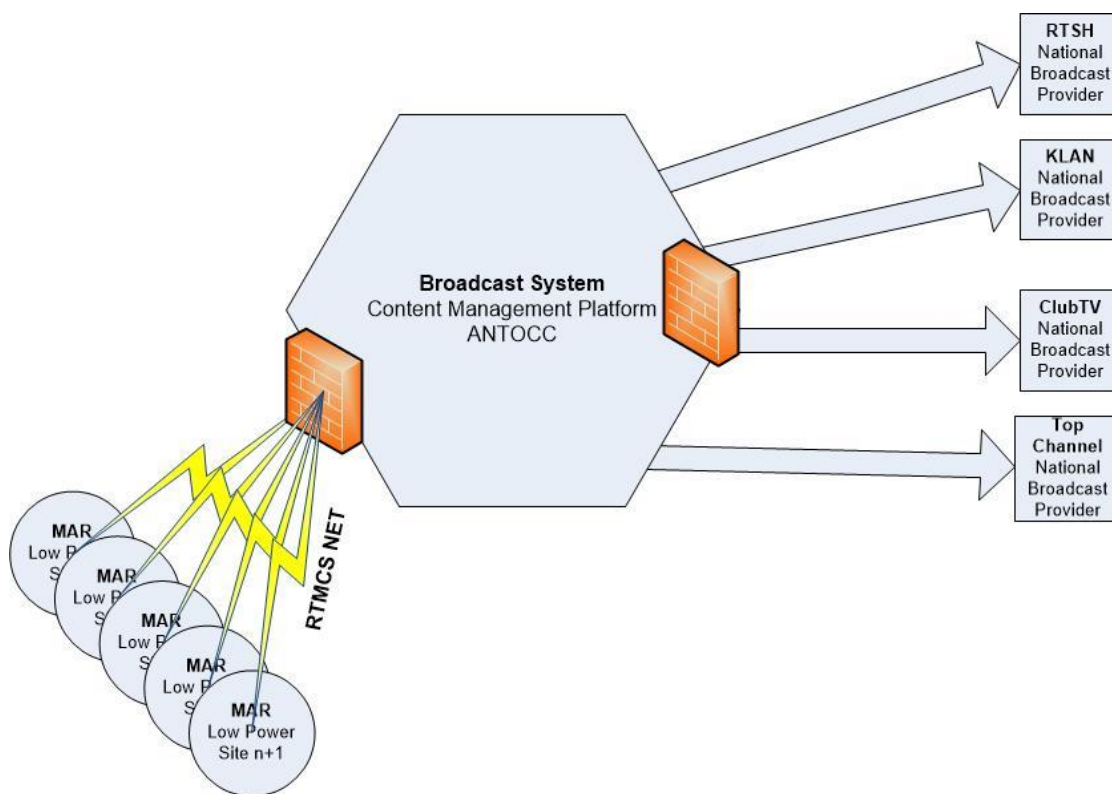 RTSH
National
Broadcast
Provider
KLAN
National
Broadcast
Provider
Broadcast System
Content Management Platform
ANTOCC
ClubTV
National
Broadcast
Provider
Top
Channel
National
Broadcast
Provider
RTMCS NET
MAR
Low P
S
MAR
Low P
S
MAR
Low P
S
MAR
Low P
S
MAR
Low Power
Site n+1